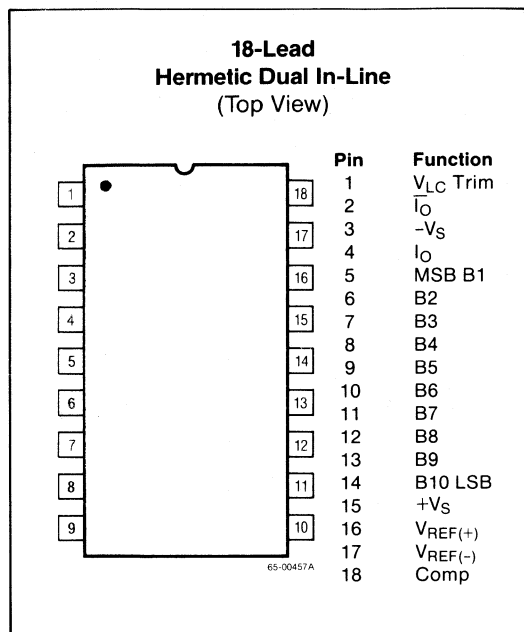 18-Lead
Hermetic Dual In-Line
(Top View)
Pin Function
1 V_LC Trim
2 I̅_O
3 –V_S
4 I_O
5 MSB B1
6 B2
7 B3
8 B4
9 B5
10 B6
11 B7
12 B8
13 B9
14 B10 LSB
15 +V_S
16 V_REF(+)
17 V_REF(–)
18 Comp
1 18
2 17
3 16
4 15
5 14
6 13
7 12
8 11
9 10
65-00457A